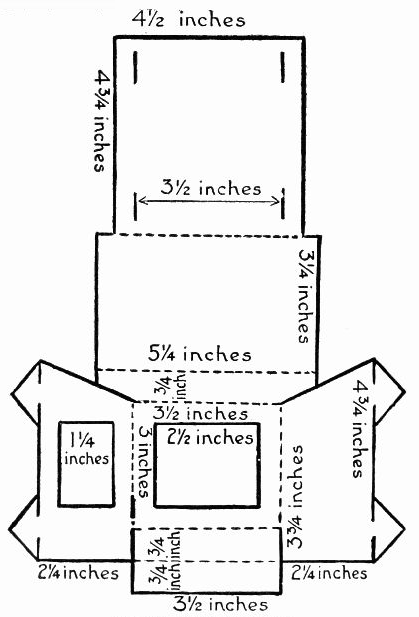 4½ inches
4¾ inches
3½ inches
3¼ inches
5¼ inches
¾ inch
3½ inches
4¾ inches
1¼ inches
3 inches
2½ inches
3¾ inches
¾ inch
¾ inch
2¼ inches
2¼ inches
3½ inches